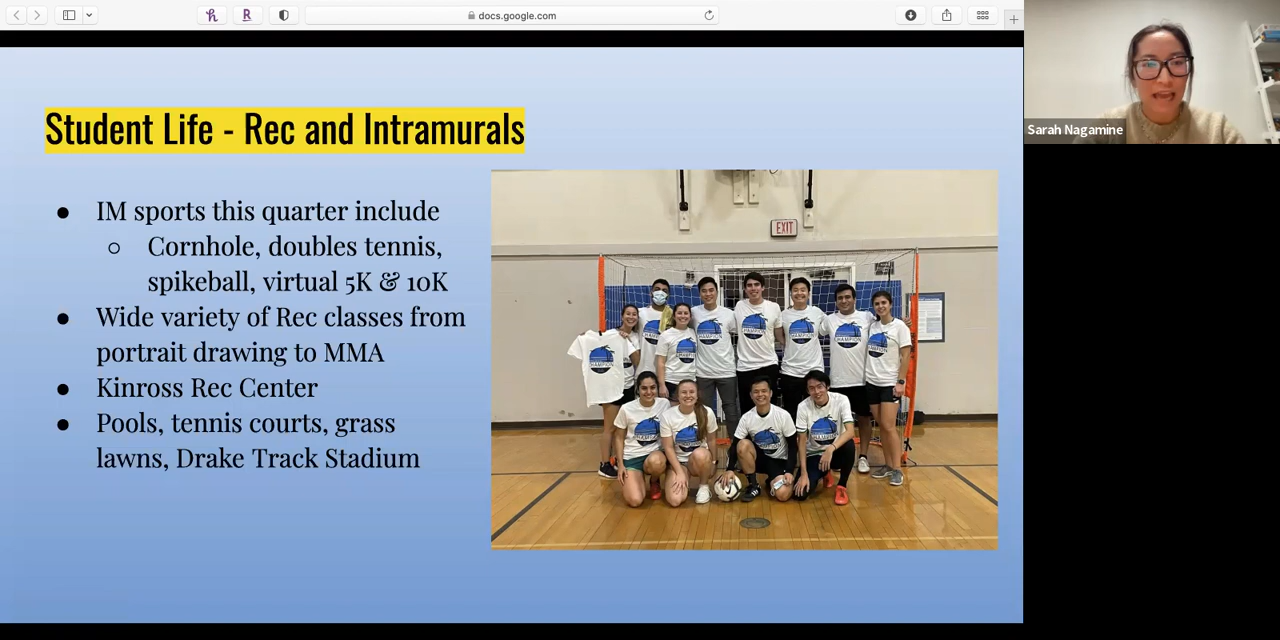 docs.google.com
Sarah Nagamine
Student Life - Rec and Intramurals
● IM sports this quarter include
○ Cornhole, doubles tennis,
spikeball, virtual 5K & 10K
● Wide variety of Rec classes from
portrait drawing to MMA
● Kinross Rec Center
● Pools, tennis courts, grass
lawns, Drake Track Stadium
EXIT
CHAMPION